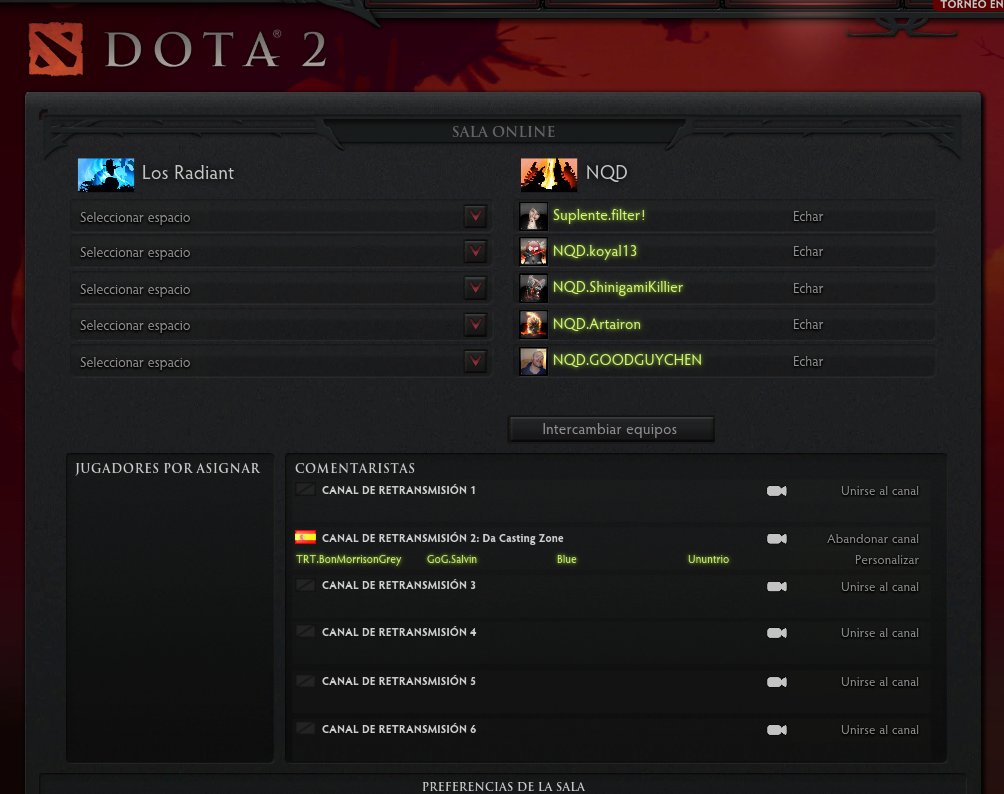 TORNEO EN
DOTA® 2
SALA ONLINE
Los Radiant
NQD
Seleccionar espacio
Suplente.filter!
Echar
Seleccionar espacio
NQD.koyal13
Echar
Seleccionar espacio
NQD.ShinigamiKillier
Echar
Seleccionar espacio
NQD.Artairon
Echar
Seleccionar espacio
NQD.GOODGUYCHEN
Echar
Intercambiar equipos
JUGADORES POR ASIGNAR
COMENTARISTAS
CANAL DE RETRANSMISIÓN 1
Unirse al canal
CANAL DE RETRANSMISIÓN 2: Da Casting Zone
Abandonar canal
TRT.BonMorrisonGrey
GoG.Salvin
Blue
Ununtrio
Personalizar
CANAL DE RETRANSMISIÓN 3
Unirse al canal
CANAL DE RETRANSMISIÓN 4
Unirse al canal
CANAL DE RETRANSMISIÓN 5
Unirse al canal
CANAL DE RETRANSMISIÓN 6
Unirse al canal
PREFERENCIAS DE LA SALA